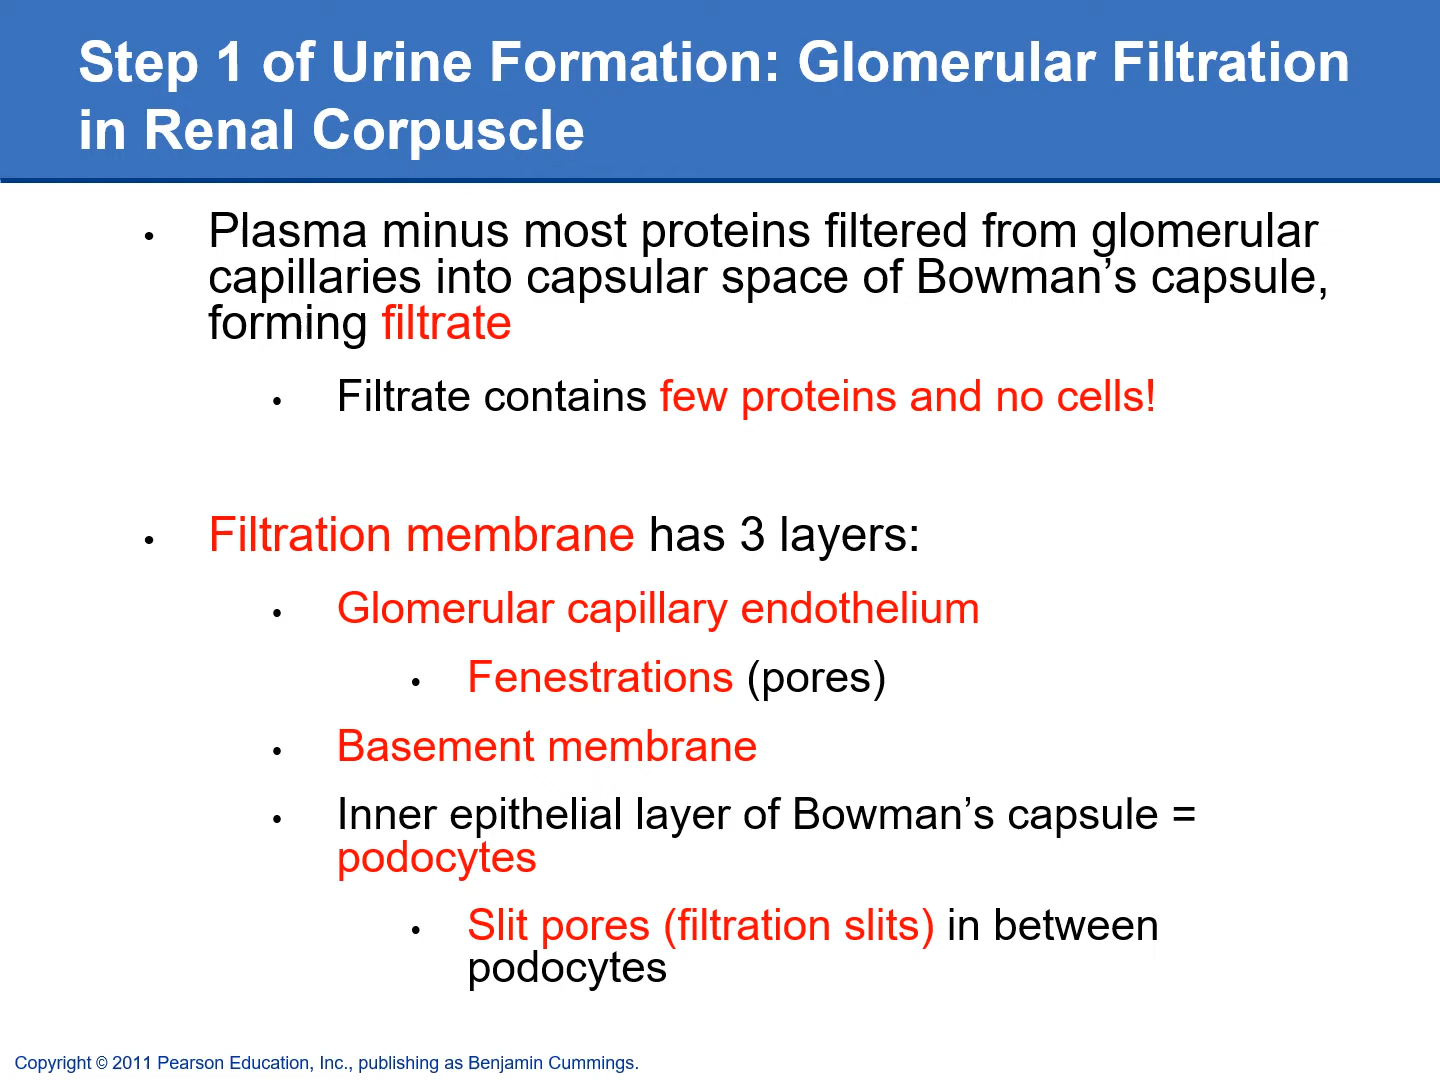 Step 1 of Urine Formation: Glomerular Filtration
in Renal Corpuscle
• Plasma minus most proteins filtered from glomerular
capillaries into capsular space of Bowman’s capsule,
forming filtrate
• Filtrate contains few proteins and no cells!
• Filtration membrane has 3 layers:
• Glomerular capillary endothelium
• Fenestrations (pores)
• Basement membrane
• Inner epithelial layer of Bowman’s capsule =
podocytes
• Slit pores (filtration slits) in between
podocytes
Copyright © 2011 Pearson Education, Inc., publishing as Benjamin Cummings.